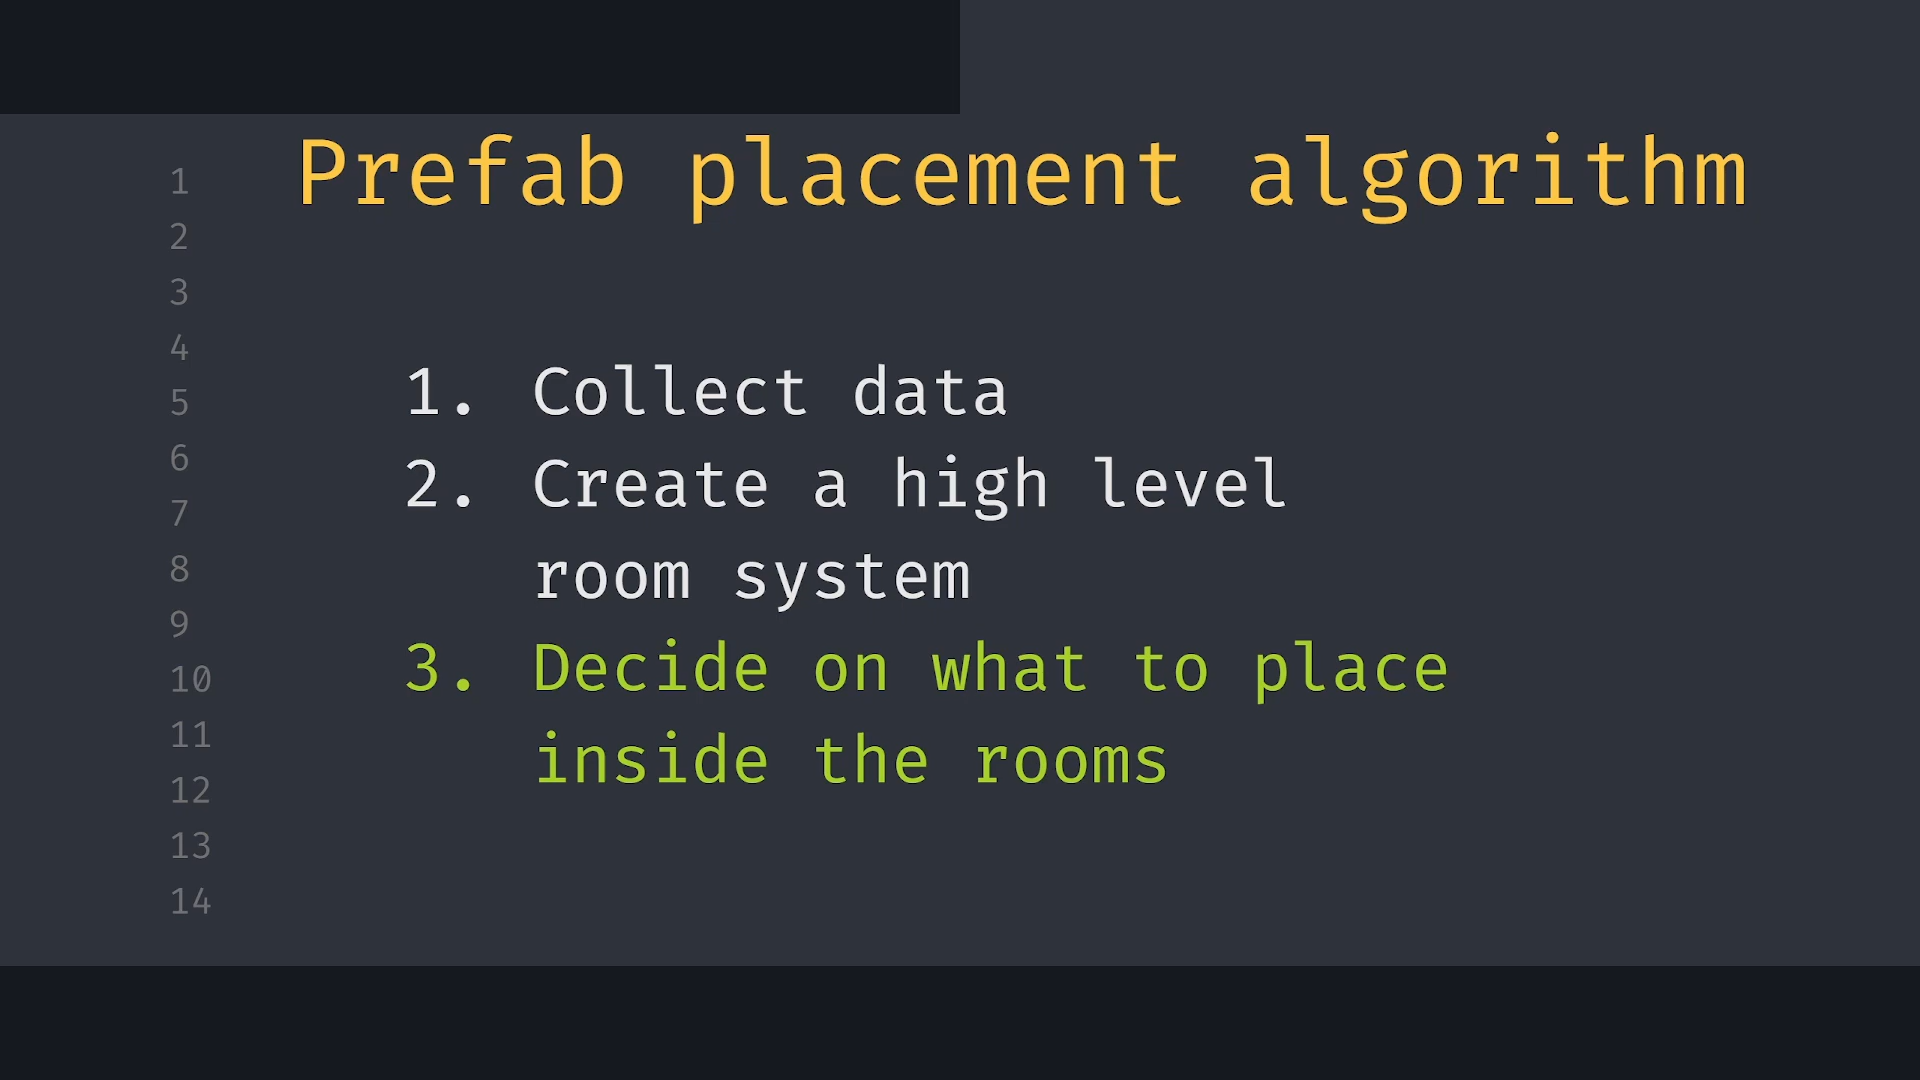 Prefab placement algorithm
1
2
3
4
5
6
7
8
9
10
11
12
13
14
1. Collect data
2. Create a high level
room system
3. Decide on what to place
inside the rooms